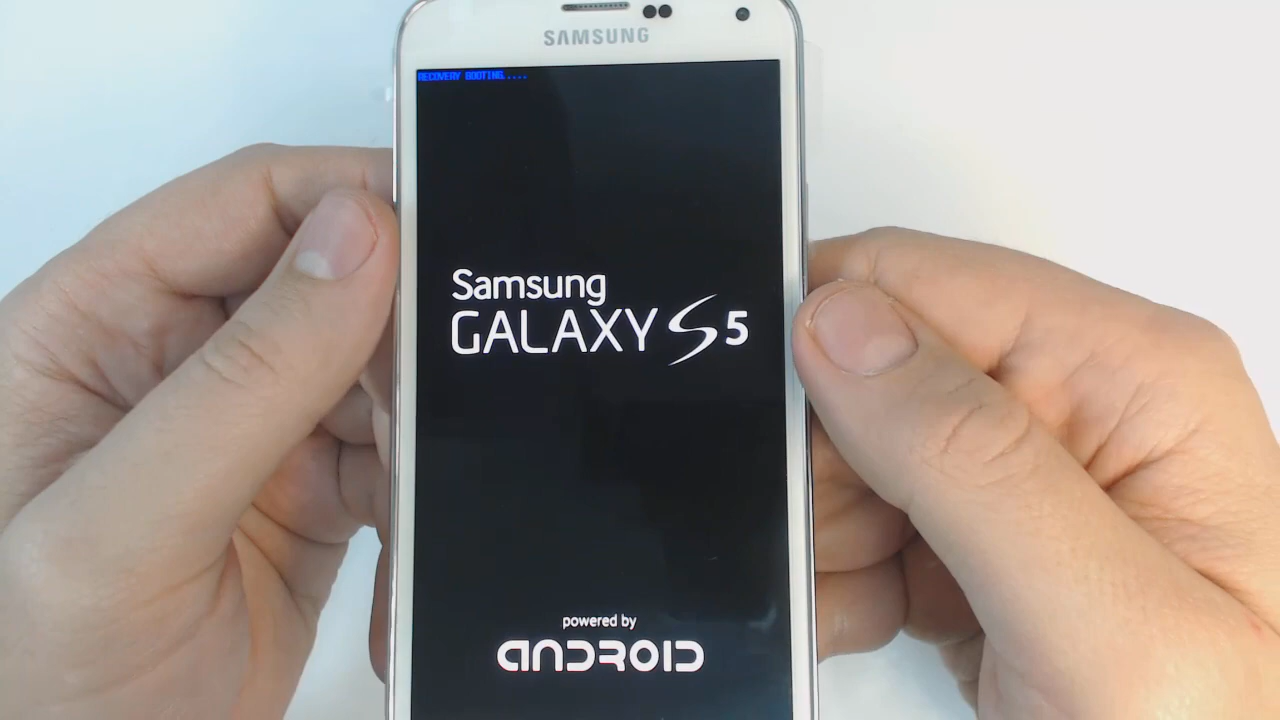 SAMSUNG
RECOVERY BOOTING....
Samsung
GALAXY S5
powered by
ANDROID